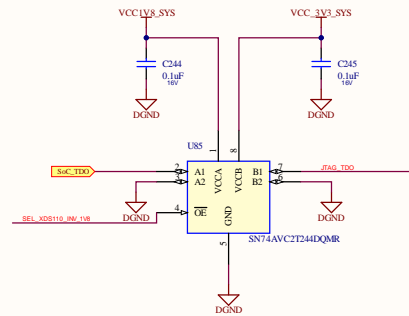 VCC1V8_SYS
VCC_3V3_SYS
C244
0.1uF
16V
C245
0.1uF
16V
DGND
DGND
U85
1
8
VCCA
VCCB
SoC_TDO
2
A1
B1
7
JTAG_TDO
3
A2
B2
6
DGND
DGND
SEL_XDS110_INV_1V8
4
OE
GND
5
SN74AVC2T244DQMR
DGND